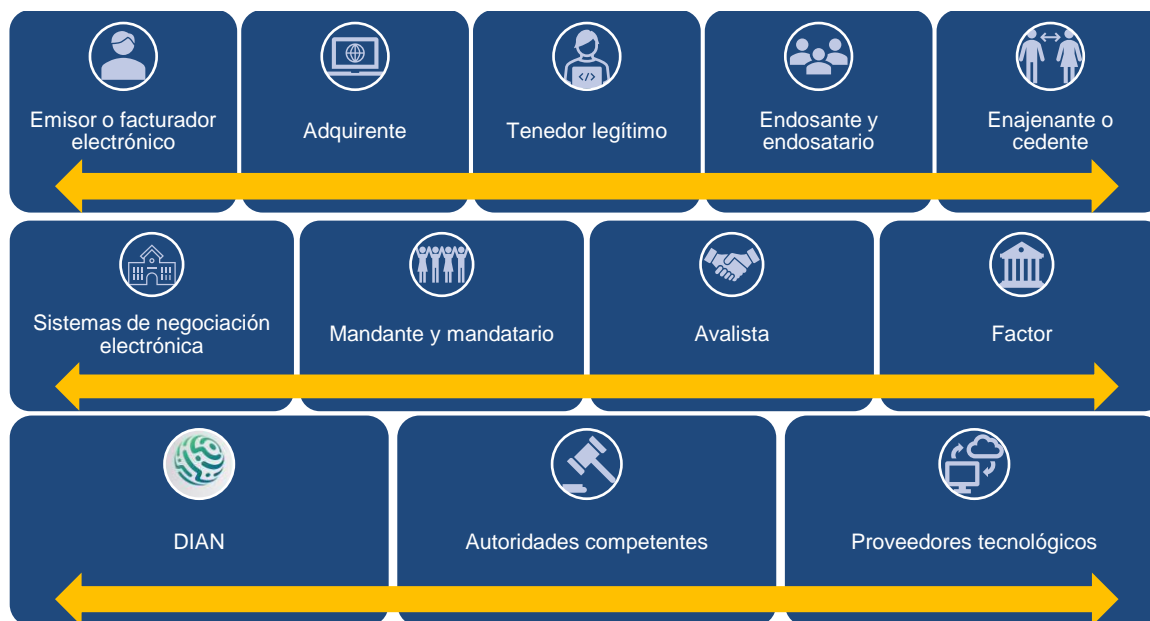 Emisor o facturador
electrónico
Adquirente
Tenedor legítimo
Endosante y
endosatario
Enajenante o
cedente
Sistemas de negociación
electrónica
Mandante y mandatario
Avalista
Factor
DIAN
Autoridades competentes
Proveedores tecnológicos